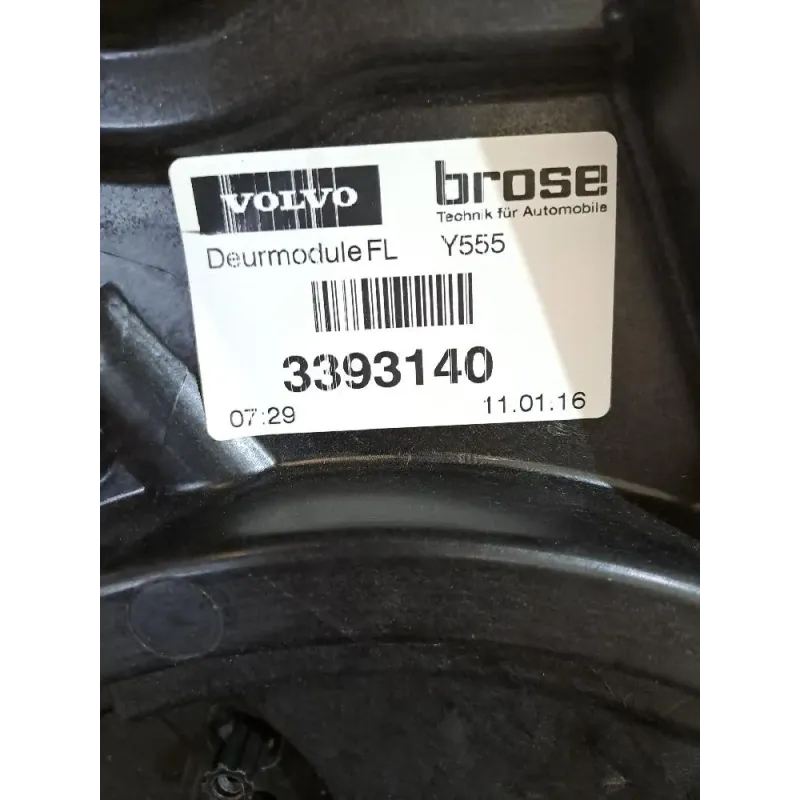 VOLVO brose
Technik für Automobile
Deurmodule FL Y555
3393140
07:29 11.01.16